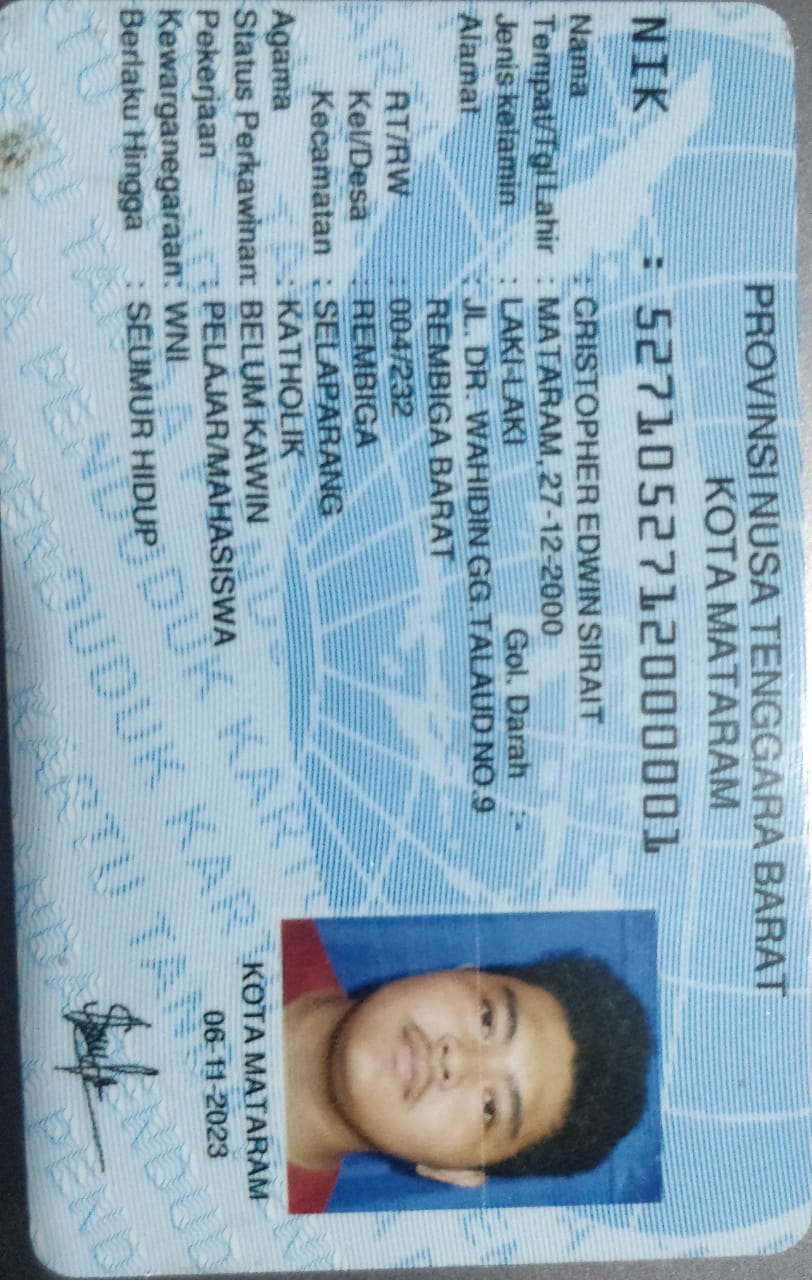 PROVINSI NUSA TENGGARA BARAT
KOTA MATARAM
NIK : 5271052712000001
Nama : CRISTOPHER EDWIN SIRAIT
Tempat/Tgl Lahir : MATARAM, 27-12-2000
Jenis kelamin : LAKI-LAKI Gol. Darah : -
Alamat : JL. DR. WAHIDIN GG.TALAUD NO.9
REMBIGA BARAT
RT/RW : 004/232
Kel/Desa : REMBIGA
Kecamatan : SELAPARANG
Agama : KATHOLIK
Status Perkawinan: BELUM KAWIN
Pekerjaan : PELAJAR/MAHASISWA
Kewarganegaraan: WNI
Berlaku Hingga : SEUMUR HIDUP
KOTA MATARAM
06-11-2023